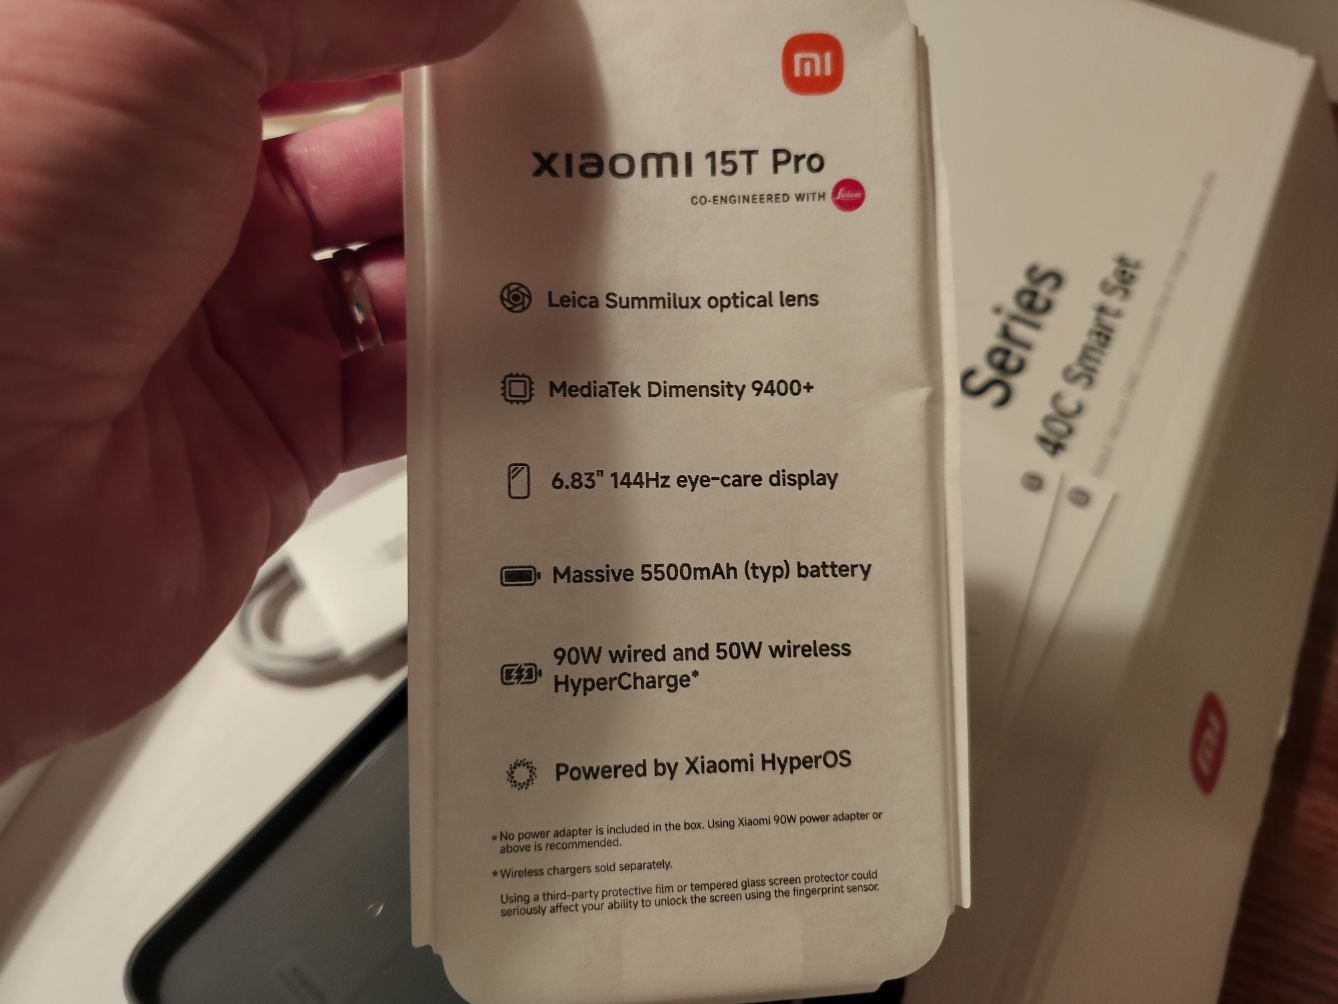 mi
xiaomi 15T Pro
CO-ENGINEERED WITH Leica
Leica Summilux optical lens
MediaTek Dimensity 9400+
6.83" 144Hz eye-care display
Massive 5500mAh (typ) battery
90W wired and 50W wireless
HyperCharge*
Powered by Xiaomi HyperOS
* No power adapter is included in the box. Using Xiaomi 90W power adapter or
above is recommended.
* Wireless chargers sold separately.
Using a third-party protective film or tempered glass screen protector could
seriously affect your ability to unlock the screen using the fingerprint sensor.
Series
40C Smart Set
mi